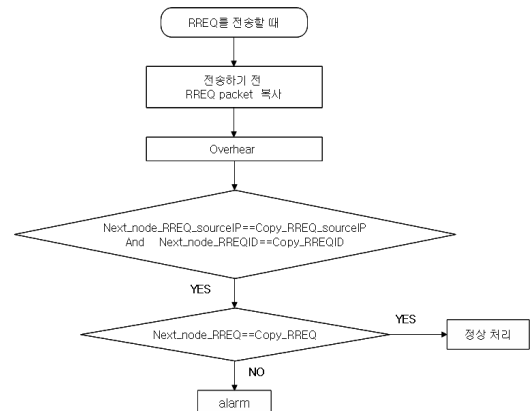 RREQ를 전송할 때
전송하기 전
RREQ packet 복사
Overhear
Next_node_RREQ_sourceIP==Copy_RREQ_sourceIP
And Next_node_RREQID==Copy_RREQID
YES
Next_node_RREQ==Copy_RREQ
YES
정상 처리
NO
alarm